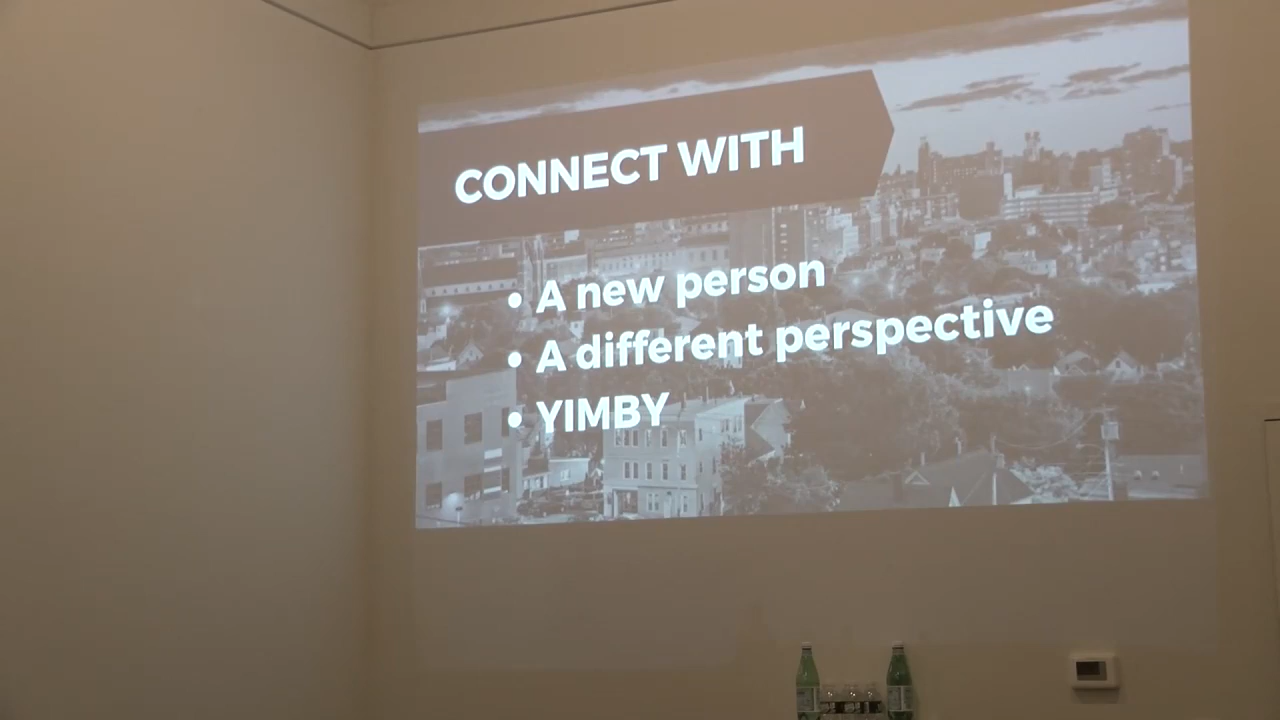 CONNECT WITH
• A new person
• A different perspective
• YIMBY